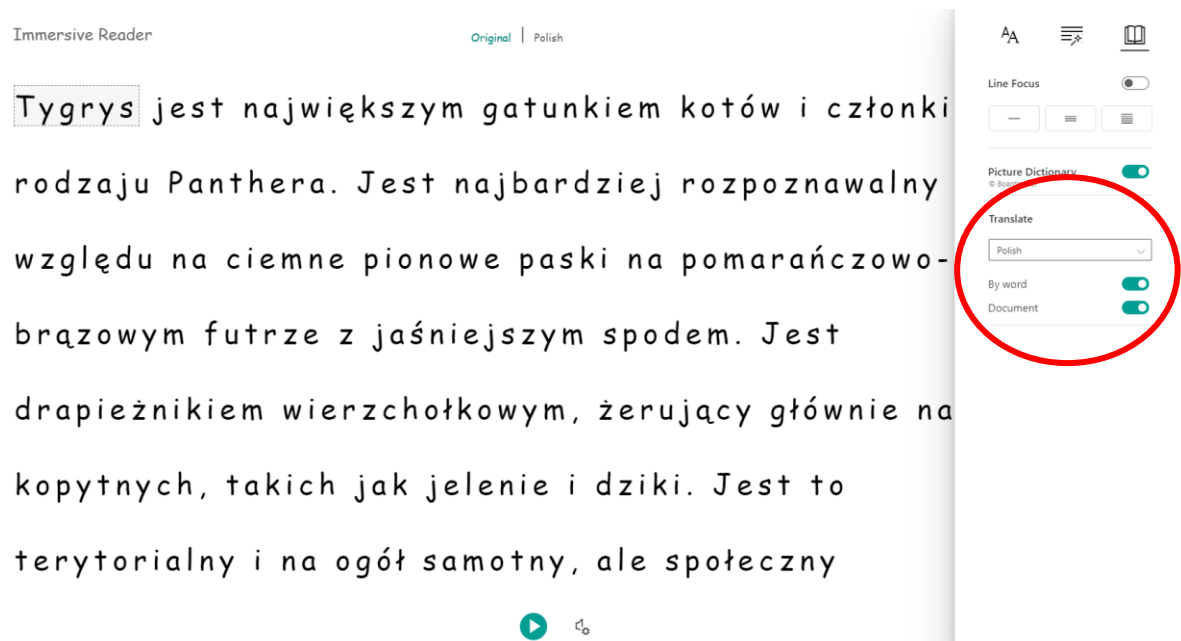 Immersive Reader
Original | Polish
Tygrys jest największym gatunkiem kotów i członki
rodzaju Panthera. Jest najbardziej rozpoznawalny
względu na ciemne pionowe paski na pomarańczowo-
brązowym futrze z jaśniejszym spodem. Jest
drapieżnikiem wierzchołkowym, żerujący głównie na
kopytnych, takich jak jelenie i dziki. Jest to
terytorialny i na ogół samotny, ale społeczny
AA
Line Focus
Picture Dictionary
Translate
Polish
By word
Document